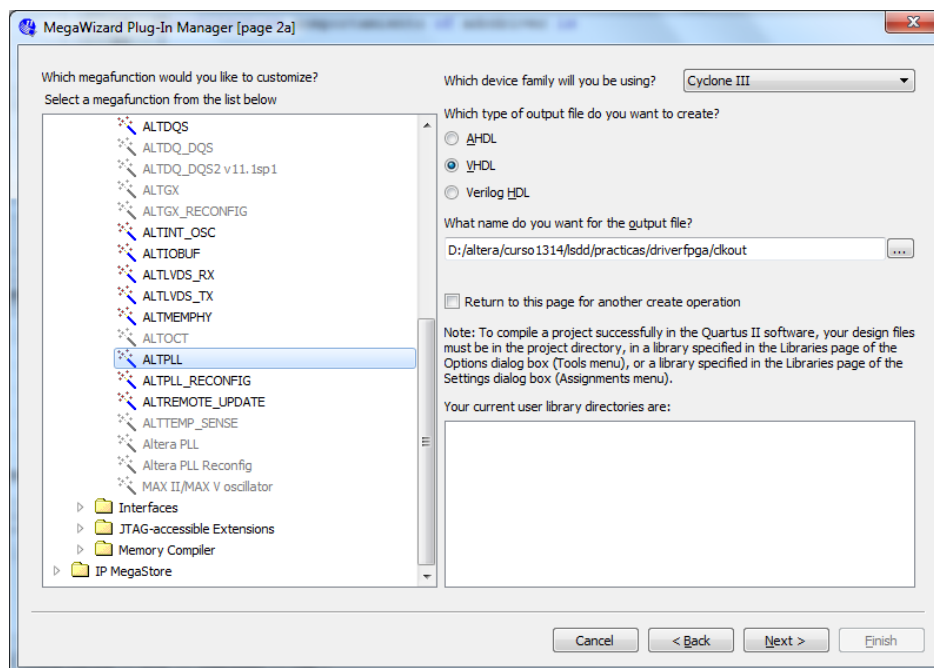 MegaWizard Plug-In Manager [page 2a]
Which megafunction would you like to customize?
Select a megafunction from the list below
ALTDQS
ALTDQ_DQS
ALTDQ_DQS2 v11.1sp1
ALTGX
ALTGX_RECONFIG
ALTINT_OSC
ALTIOBUF
ALTLVDS_RX
ALTLVDS_TX
ALTMEMPHY
ALTOCT
ALTPLL
ALTPLL_RECONFIG
ALTREMOTE_UPDATE
ALTTEMP_SENSE
Altera PLL
Altera PLL Reconfig
MAX II/MAX V oscillator
Interfaces
JTAG-accessible Extensions
Memory Compiler
IP MegaStore
Which device family will you be using? Cyclone III
Which type of output file do you want to create?
AHDL
VHDL
Verilog HDL
What name do you want for the output file?
D:/altera/curso1314/lsdd/practicas/driverfpga/clkout
...
Return to this page for another create operation
Note: To compile a project successfully in the Quartus II software, your design files
must be in the project directory, in a library specified in the Libraries page of the
Options dialog box (Tools menu), or a library specified in the Libraries page of the
Settings dialog box (Assignments menu).
Your current user library directories are:
Cancel < Back Next > Finish